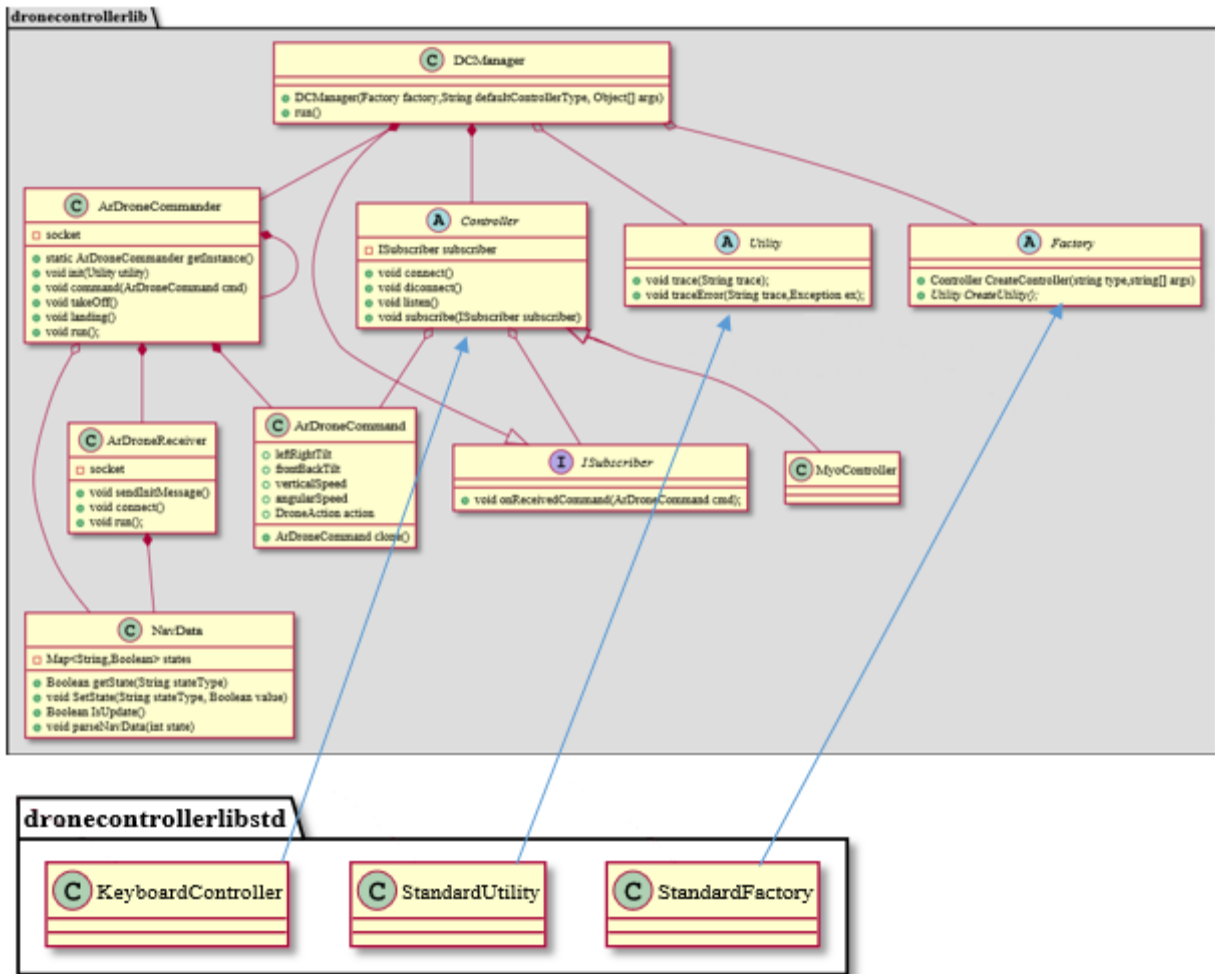 dronecontrollerlib
C DCManager
DCManager(Factory factory,String defaultControllerType, Object[] args)
run()
C ArDroneCommander
socket
static ArDroneCommander getInstance()
void init(Utility utility)
void command(ArDroneCommand cmd)
void takeOff()
void landing()
void run();
A Controller
ISubscriber subscriber
void connect()
void diconnect()
void listen()
void subscribe(ISubscriber subscriber)
A Utility
void trace(String trace);
void traceError(String trace,Exception ex);
A Factory
Controller CreateController(string type,string[] args)
Utility CreateUtility();
C ArDroneReceiver
socket
void sendInitMessage()
void connect()
void run();
C ArDroneCommand
leftRightTilt
frontBackTilt
verticalSpeed
angularSpeed
DroneAction action
ArDroneCommand clone()
I ISubscriber
void onReceivedCommand(ArDroneCommand cmd);
C MyoController
C NavData
Map<String,Boolean> states
Boolean getState(String stateType)
void SetState(String stateType, Boolean value)
Boolean IsUpdate()
void parseNavData(int state)
dronecontrollerlibstd
C KeyboardController
C StandardUtility
C StandardFactory